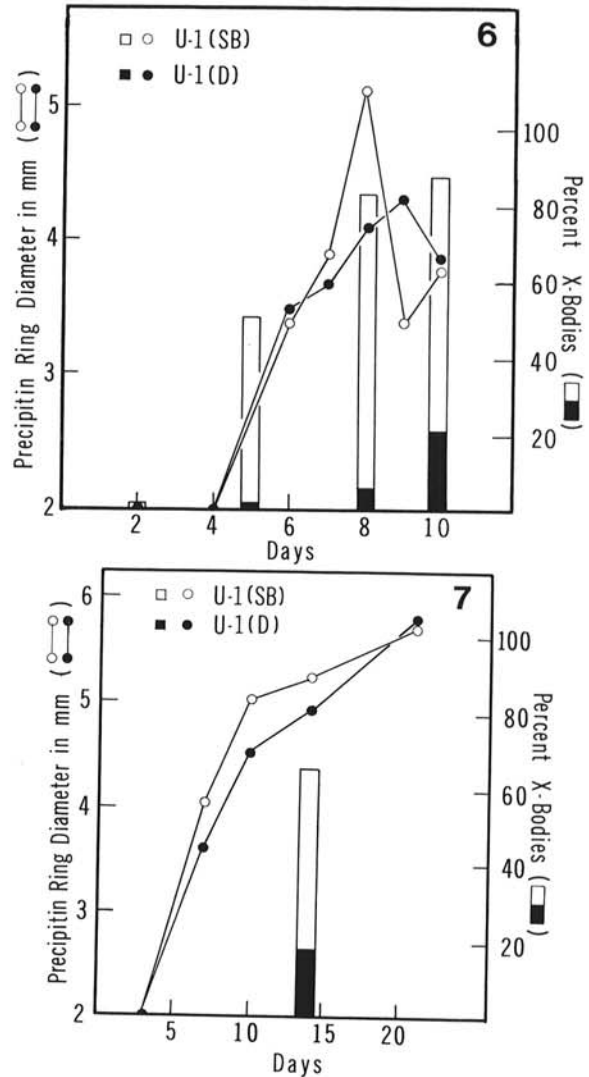 6
U-1(SB)
U-1(D)
Precipitin Ring Diameter in mm ( )
5
4
3
2
Percent X-Bodies ( )
100
80
60
40
20
2 4 6 8 10
Days
7
U-1(SB)
U-1(D)
Precipitin Ring Diameter in mm ( )
6
5
4
3
2
Percent X-Bodies ( )
100
80
60
40
20
5 10 15 20
Days